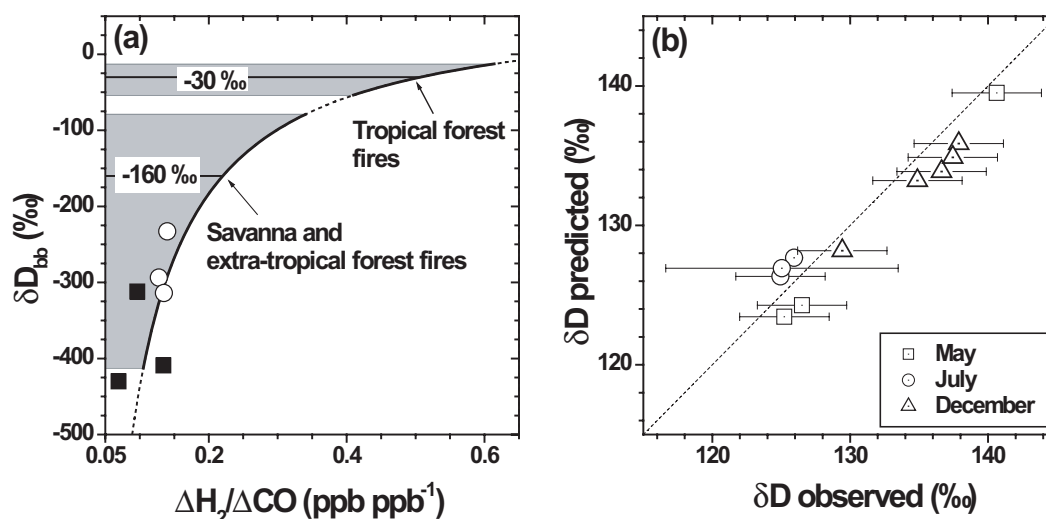 (a)
0
-100
-200
-300
-400
-500
δD_bb (‰)
-30 ‰
-160 ‰
Tropical forest
fires
Savanna and
extra-tropical forest fires
0.05
0.2
0.4
0.6
ΔH₂/ΔCO (ppb ppb⁻¹)
(b)
140
130
120
δD predicted (‰)
May
July
December
120
130
140
δD observed (‰)